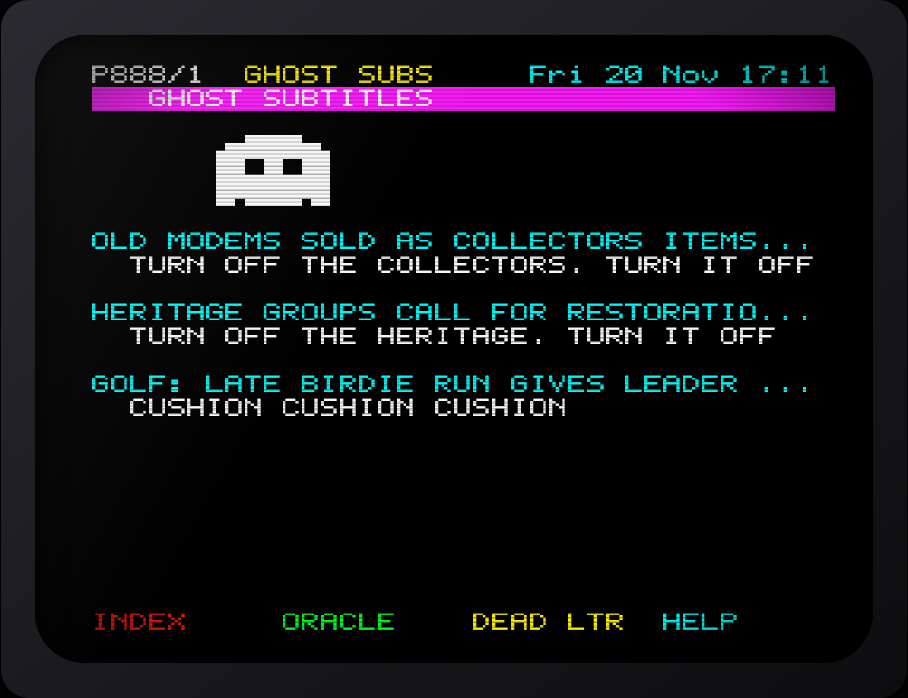 P888/1 GHOST SUBS Fri 20 Nov 17:11
GHOST SUBTITLES
OLD MODEMS SOLD AS COLLECTORS ITEMS...
TURN OFF THE COLLECTORS. TURN IT OFF
HERITAGE GROUPS CALL FOR RESTORATIO...
TURN OFF THE HERITAGE. TURN IT OFF
GOLF: LATE BIRDIE RUN GIVES LEADER ...
CUSHION CUSHION CUSHION
INDEX ORACLE DEAD LTR HELP